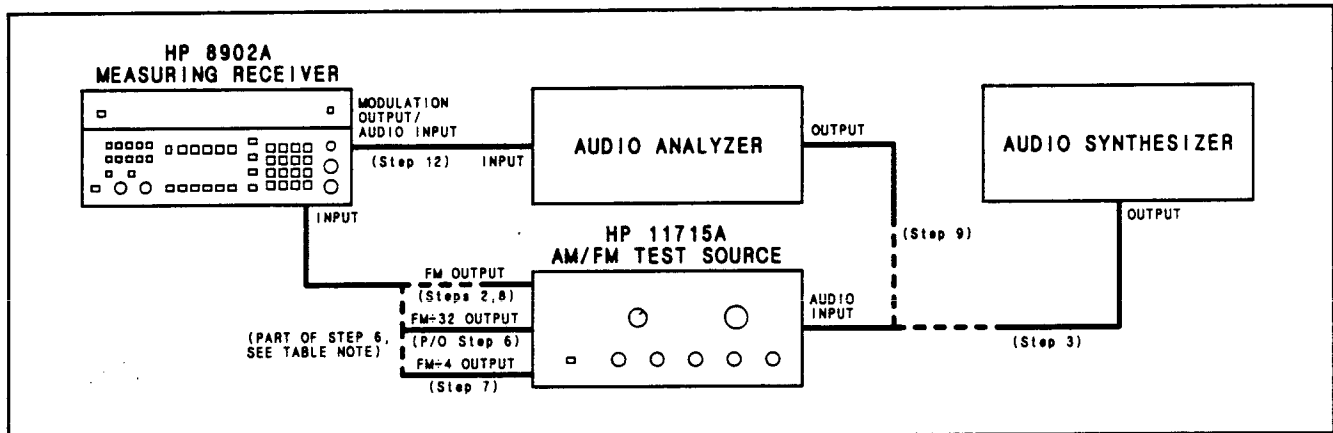 HP 8902A
MEASURING RECEIVER
MODULATION
OUTPUT/
AUDIO INPUT
(Step 12)
INPUT
AUDIO ANALYZER
OUTPUT
AUDIO SYNTHESIZER
OUTPUT
INPUT
(Step 9)
HP 11715A
AM/FM TEST SOURCE
FM OUTPUT
(Steps 2,8)
AUDIO
INPUT
FM÷32 OUTPUT
(PART OF STEP 6,
SEE TABLE NOTE)
(P/O Step 6)
(Step 3)
FM÷4 OUTPUT
(Step 7)